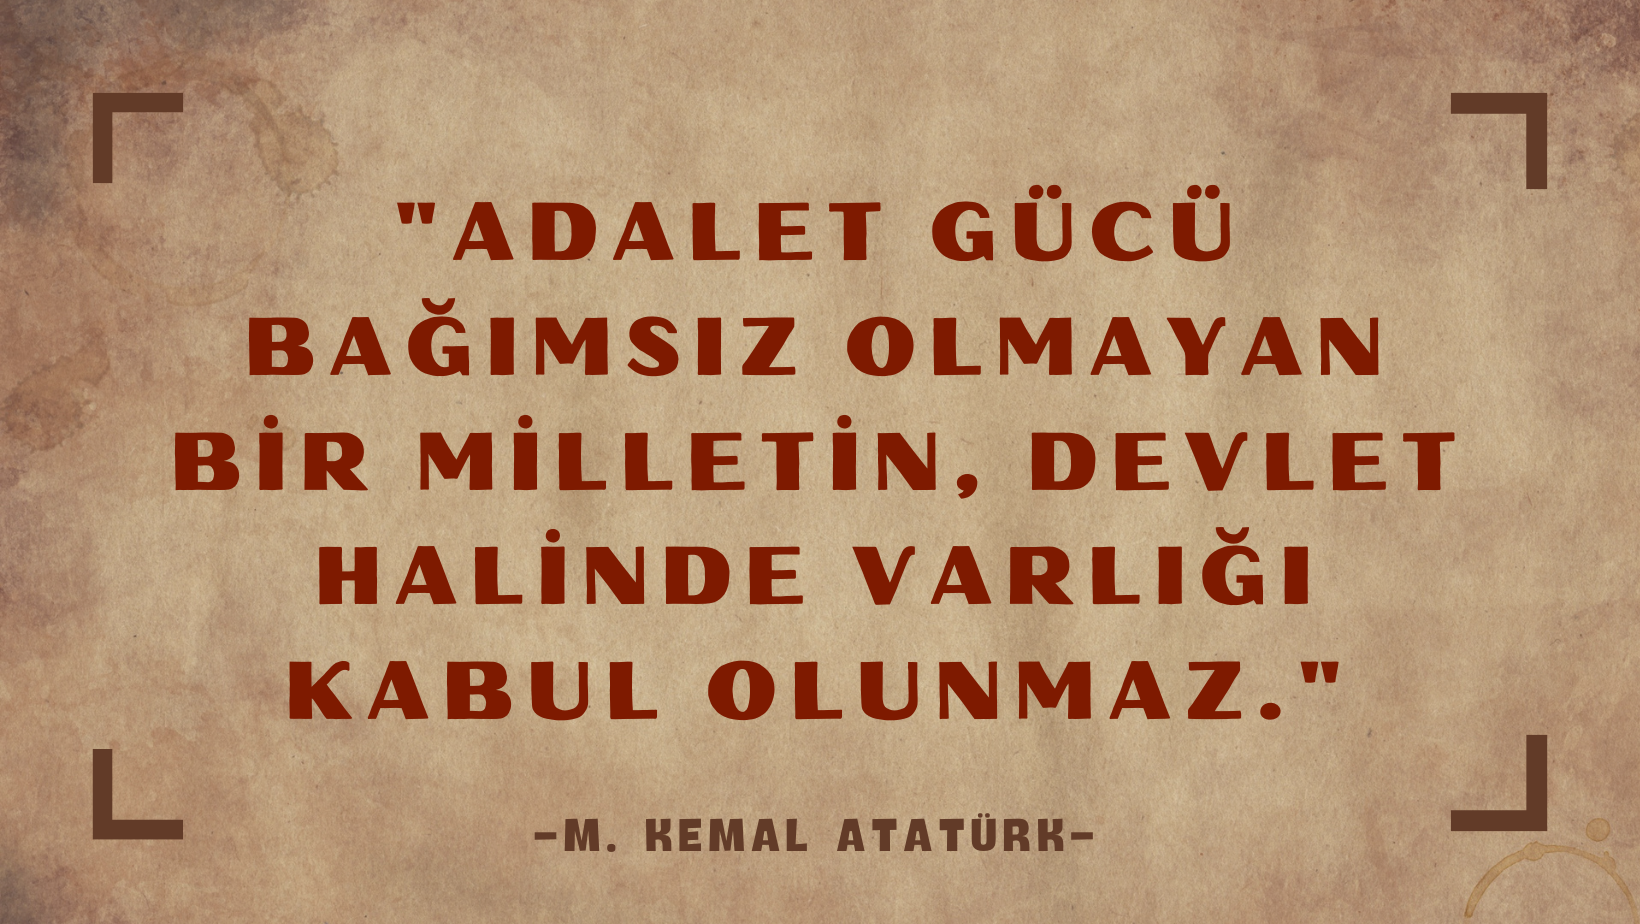 "ADALET GÜCÜ
BAĞIMSIZ OLMAYAN
BİR MİLLETİN, DEVLET
HALİNDE VARLIĞI
KABUL OLUNMAZ."
-M. KEMAL ATATÜRK-